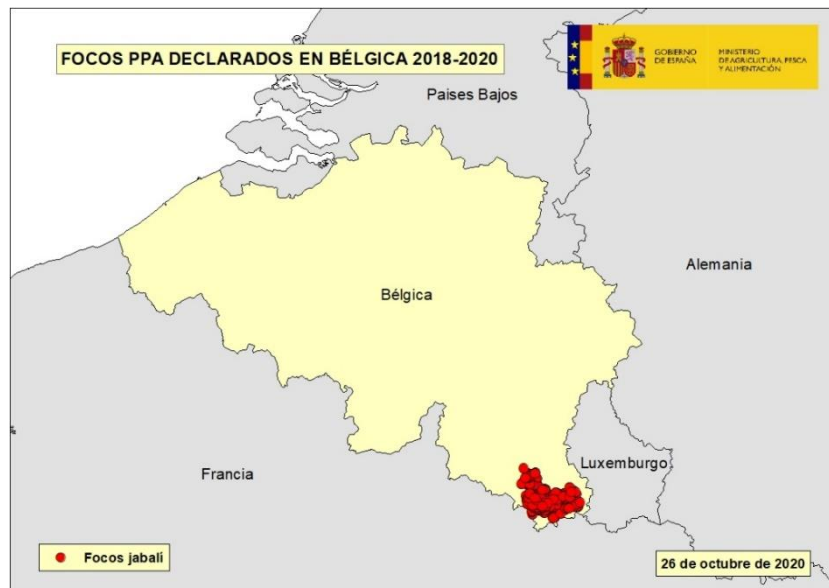 FOCOS PPA DECLARADOS EN BÉLGICA 2018-2020
GOBIERNO
DE ESPAÑA
MINISTERIO
DE AGRICULTURA, PESCA
Y ALIMENTACIÓN
Paises Bajos
Alemania
Bélgica
Luxemburgo
Francia
Focos jabalí
26 de octubre de 2020